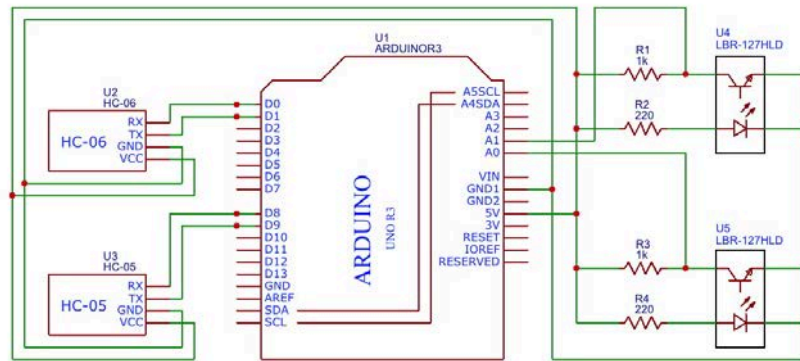 U1
ARDUINOR3
U2
HC-06
HC-06
RX
TX
GND
VCC
U3
HC-05
HC-05
RX
TX
GND
VCC
D0
D1
D2
D3
D4
D5
D6
D7
D8
D9
D10
D11
D12
D13
GND
AREF
SDA
SCL
ARDUINO
UNO R3
A5SCL
A4SDA
A3
A2
A1
A0
VIN
GND1
GND2
5V
3V
RESET
IOREF
RESERVED
R1
1k
R2
220
U4
LBR-127HLD
R3
1k
R4
220
U5
LBR-127HLD